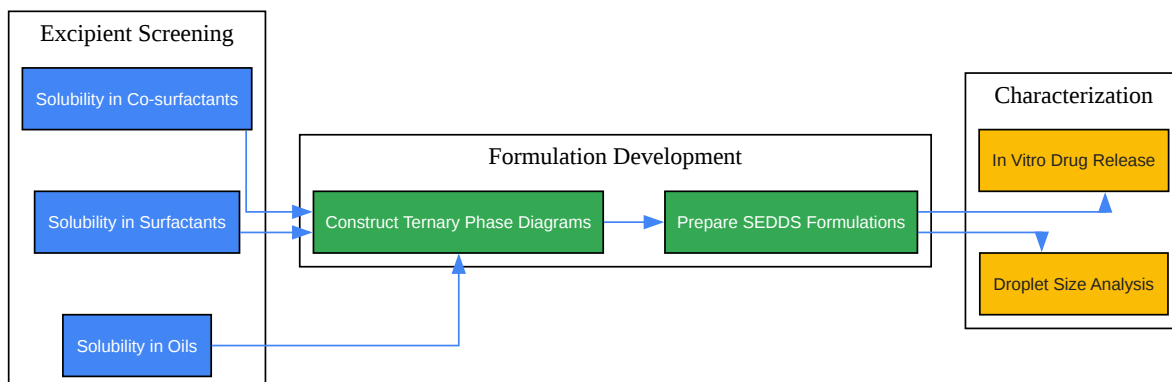 Excipient Screening
Solubility in Co-surfactants
Solubility in Surfactants
Solubility in Oils
Formulation Development
Construct Ternary Phase Diagrams
Prepare SEDDS Formulations
Characterization
In Vitro Drug Release
Droplet Size Analysis